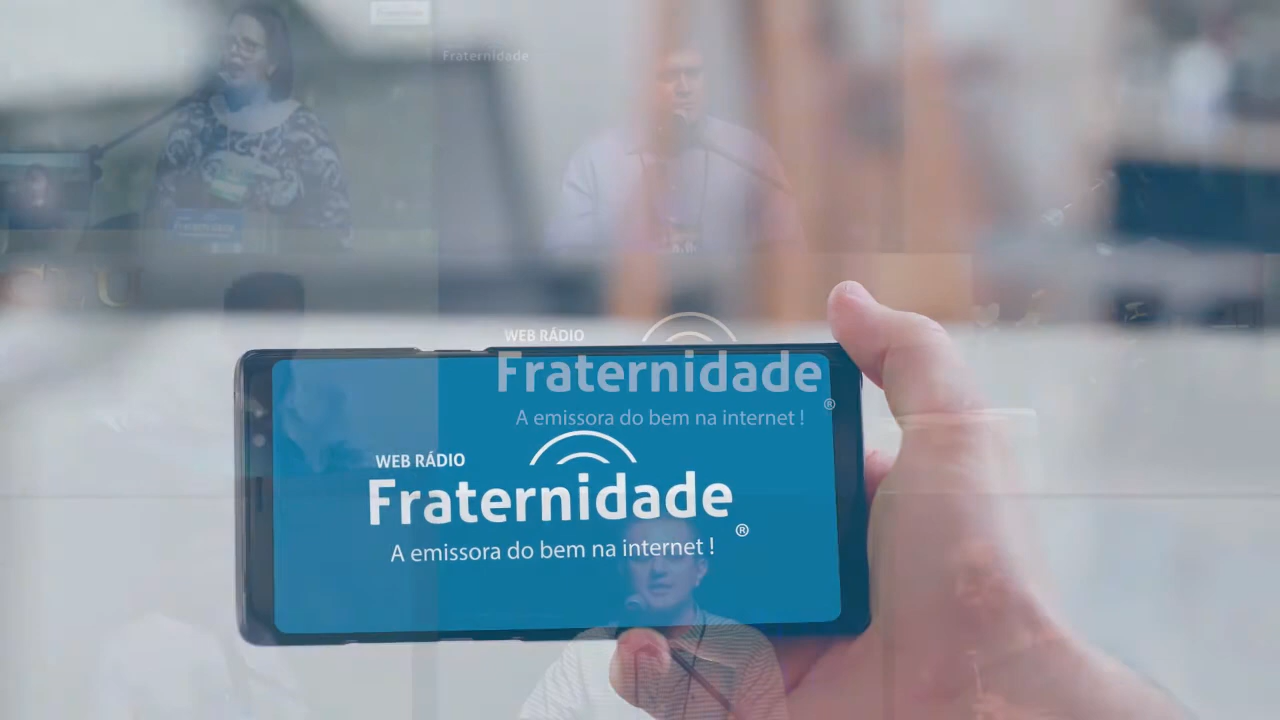 Fraternidade
WEB RÁDIO
Fraternidade
®
A emissora do bem na internet !
WEB RÁDIO
Fraternidade
®
A emissora do bem na internet !